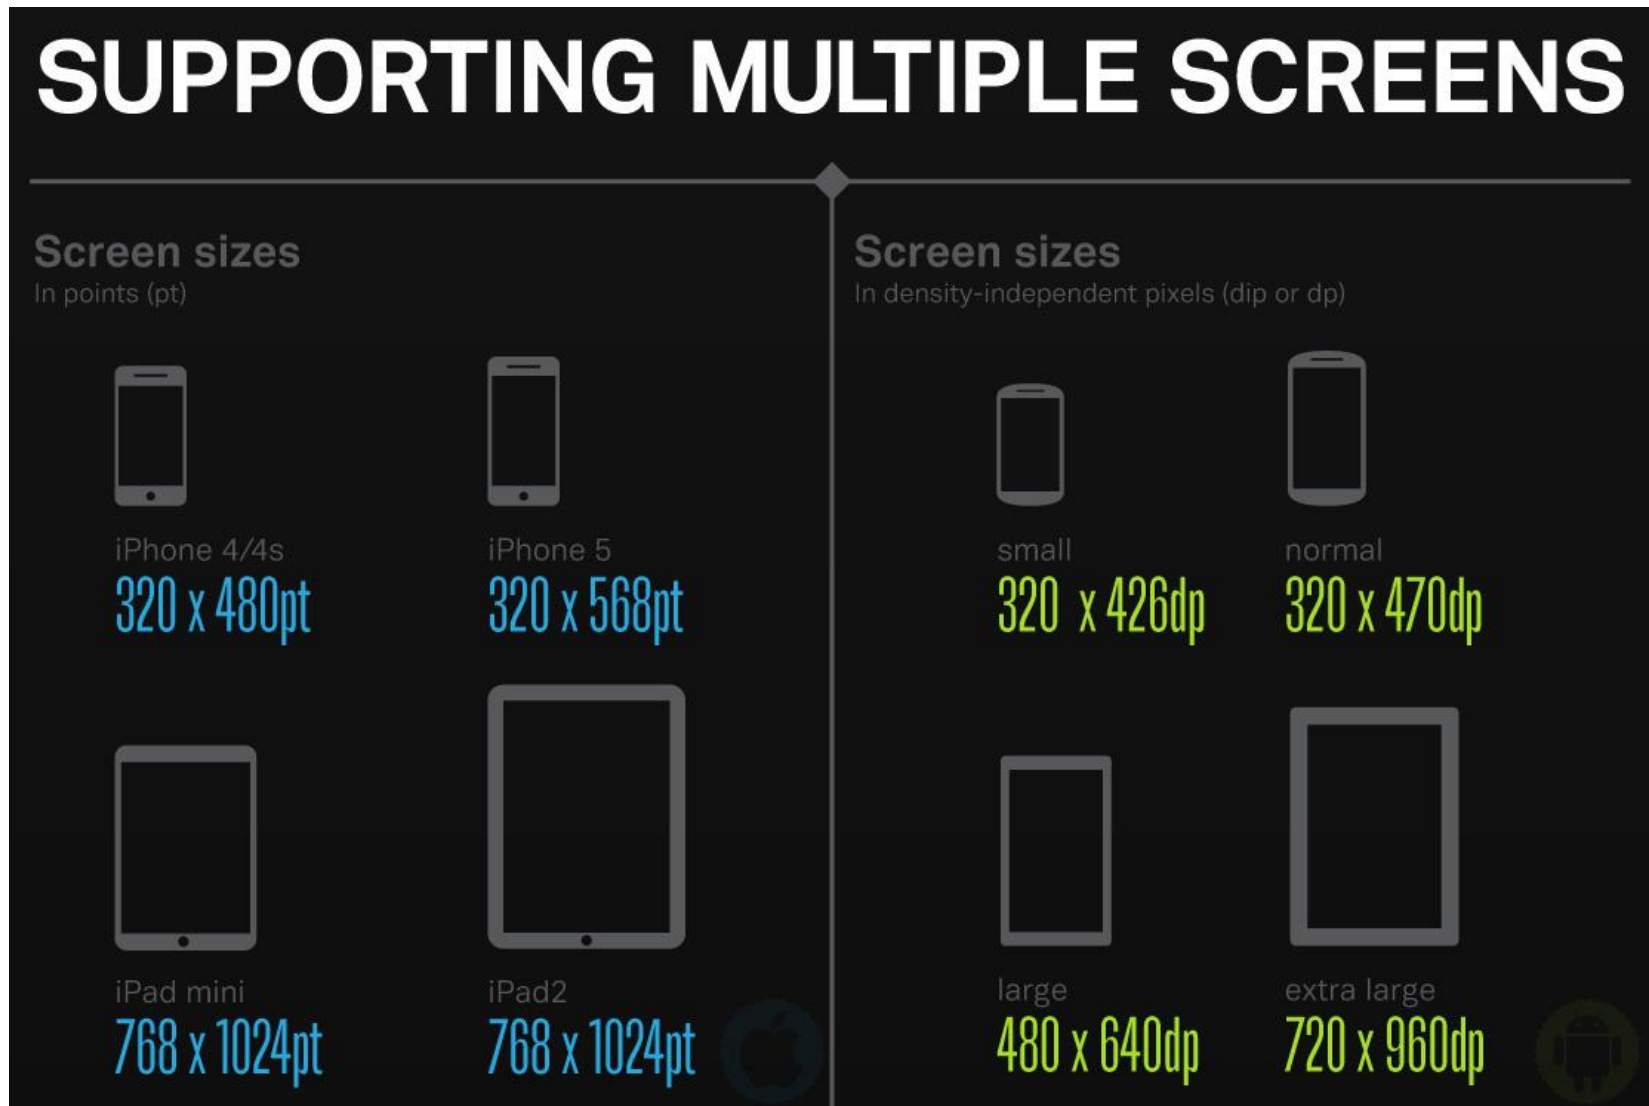 SUPPORTING MULTIPLE SCREENS
Screen sizes
In points (pt)
iPhone 4/4s
320 x 480pt
iPhone 5
320 x 568pt
iPad mini
768 x 1024pt
iPad2
768 x 1024pt
Screen sizes
In density-independent pixels (dip or dp)
small
320 x 426dp
normal
320 x 470dp
large
480 x 640dp
extra large
720 x 960dp